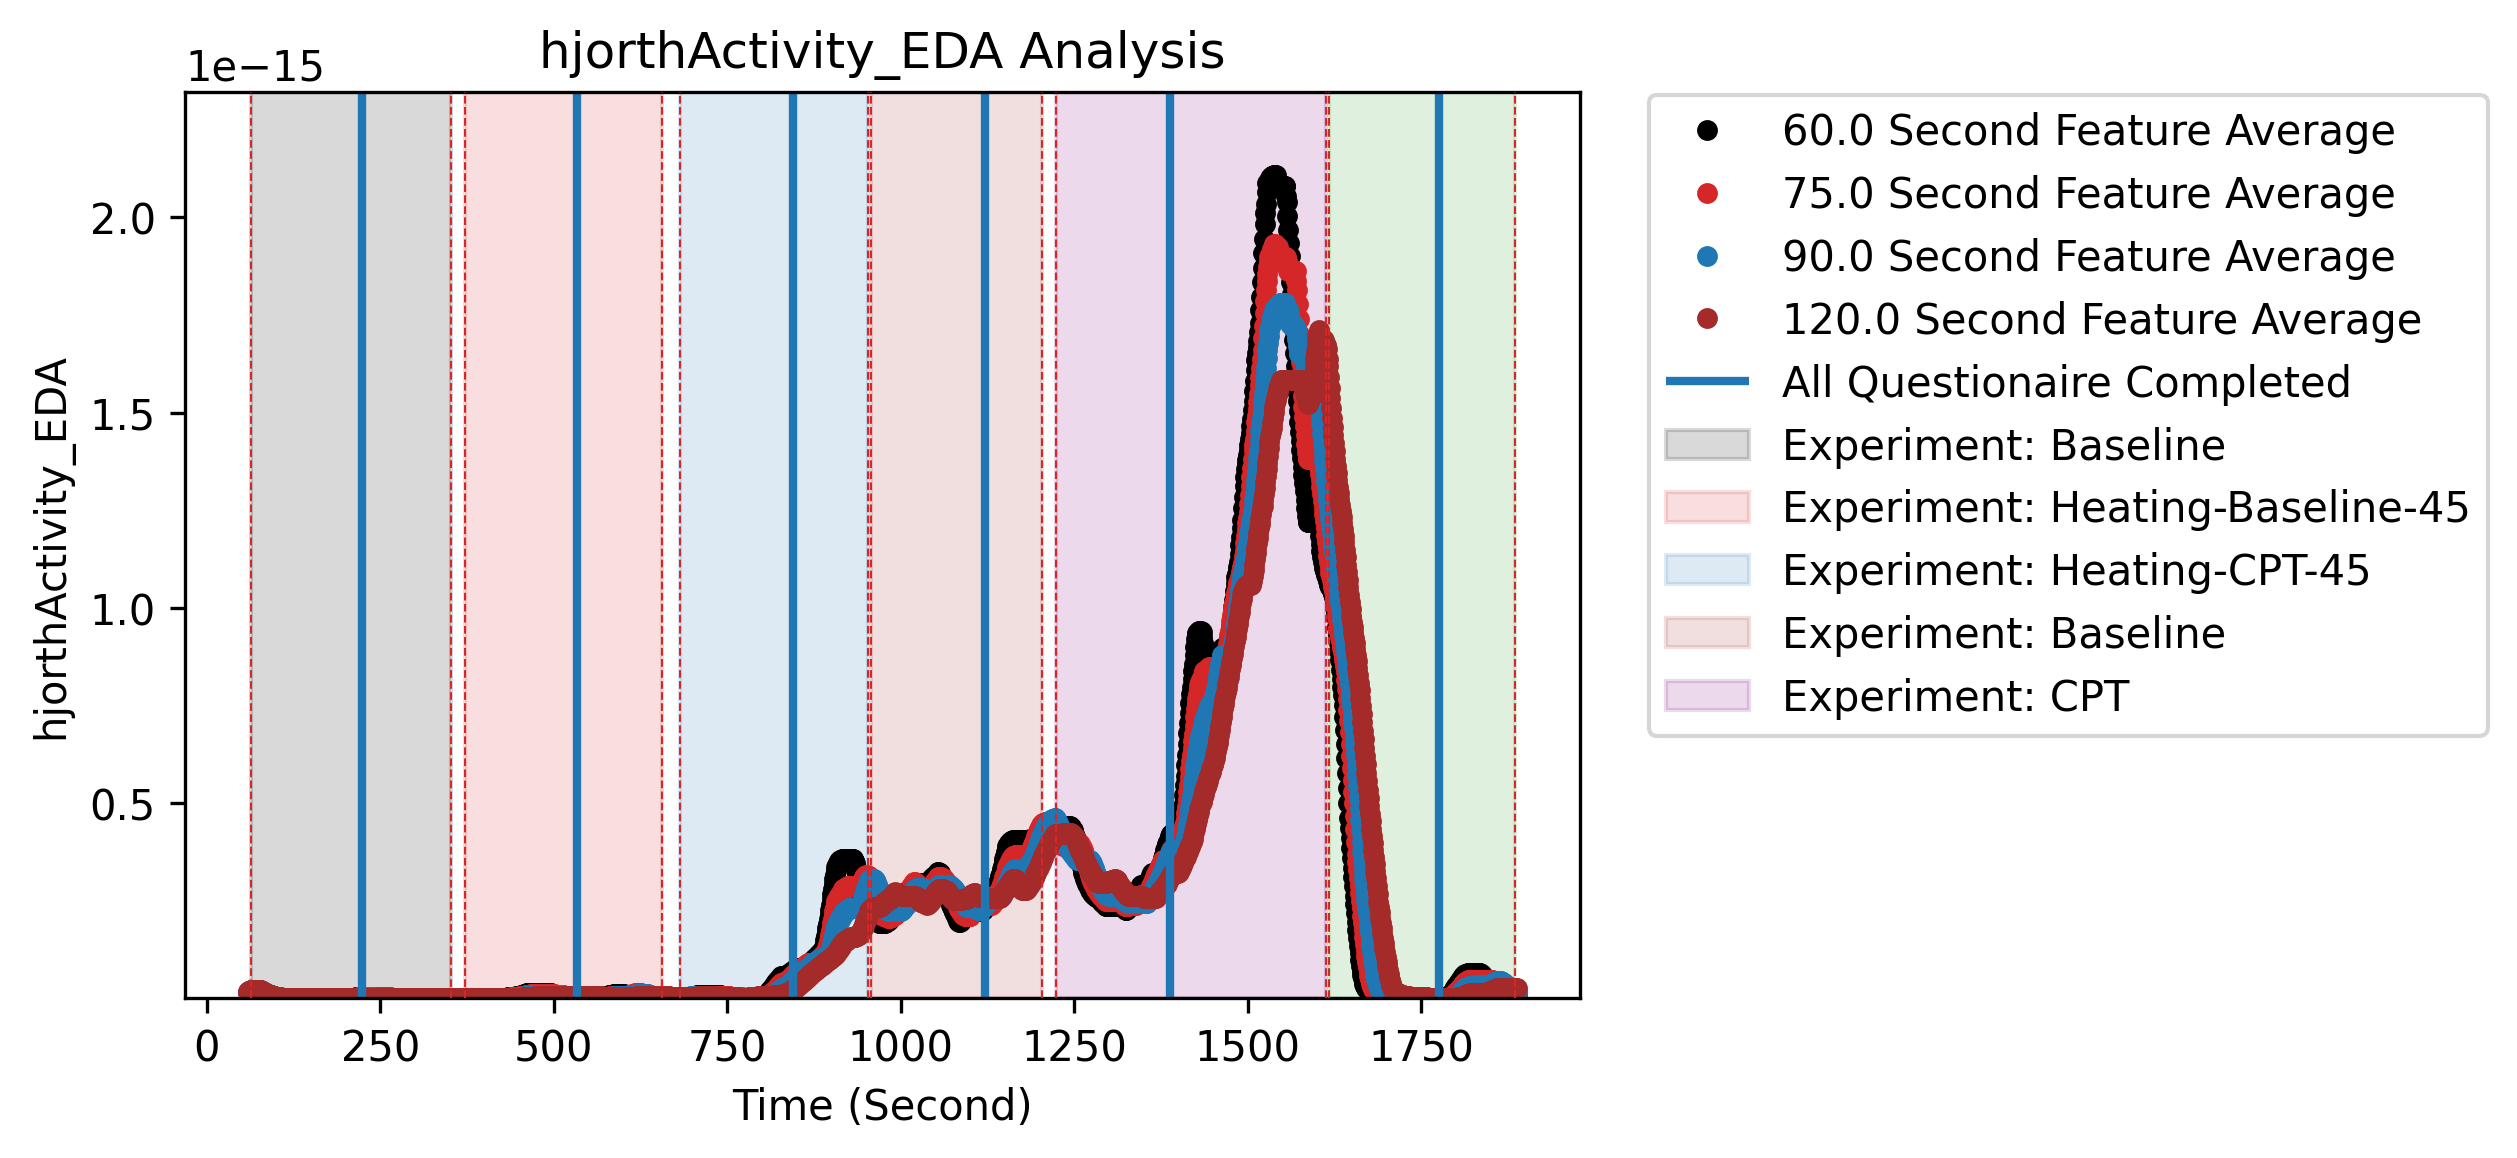 hjorthActivity_EDA Analysis
1e−15
2.0
1.5
1.0
0.5
hjorthActivity_EDA
0 250 500 750 1000 1250 1500 1750
Time (Second)
60.0 Second Feature Average
75.0 Second Feature Average
90.0 Second Feature Average
120.0 Second Feature Average
All Questionaire Completed
Experiment: Baseline
Experiment: Heating-Baseline-45
Experiment: Heating-CPT-45
Experiment: Baseline
Experiment: CPT